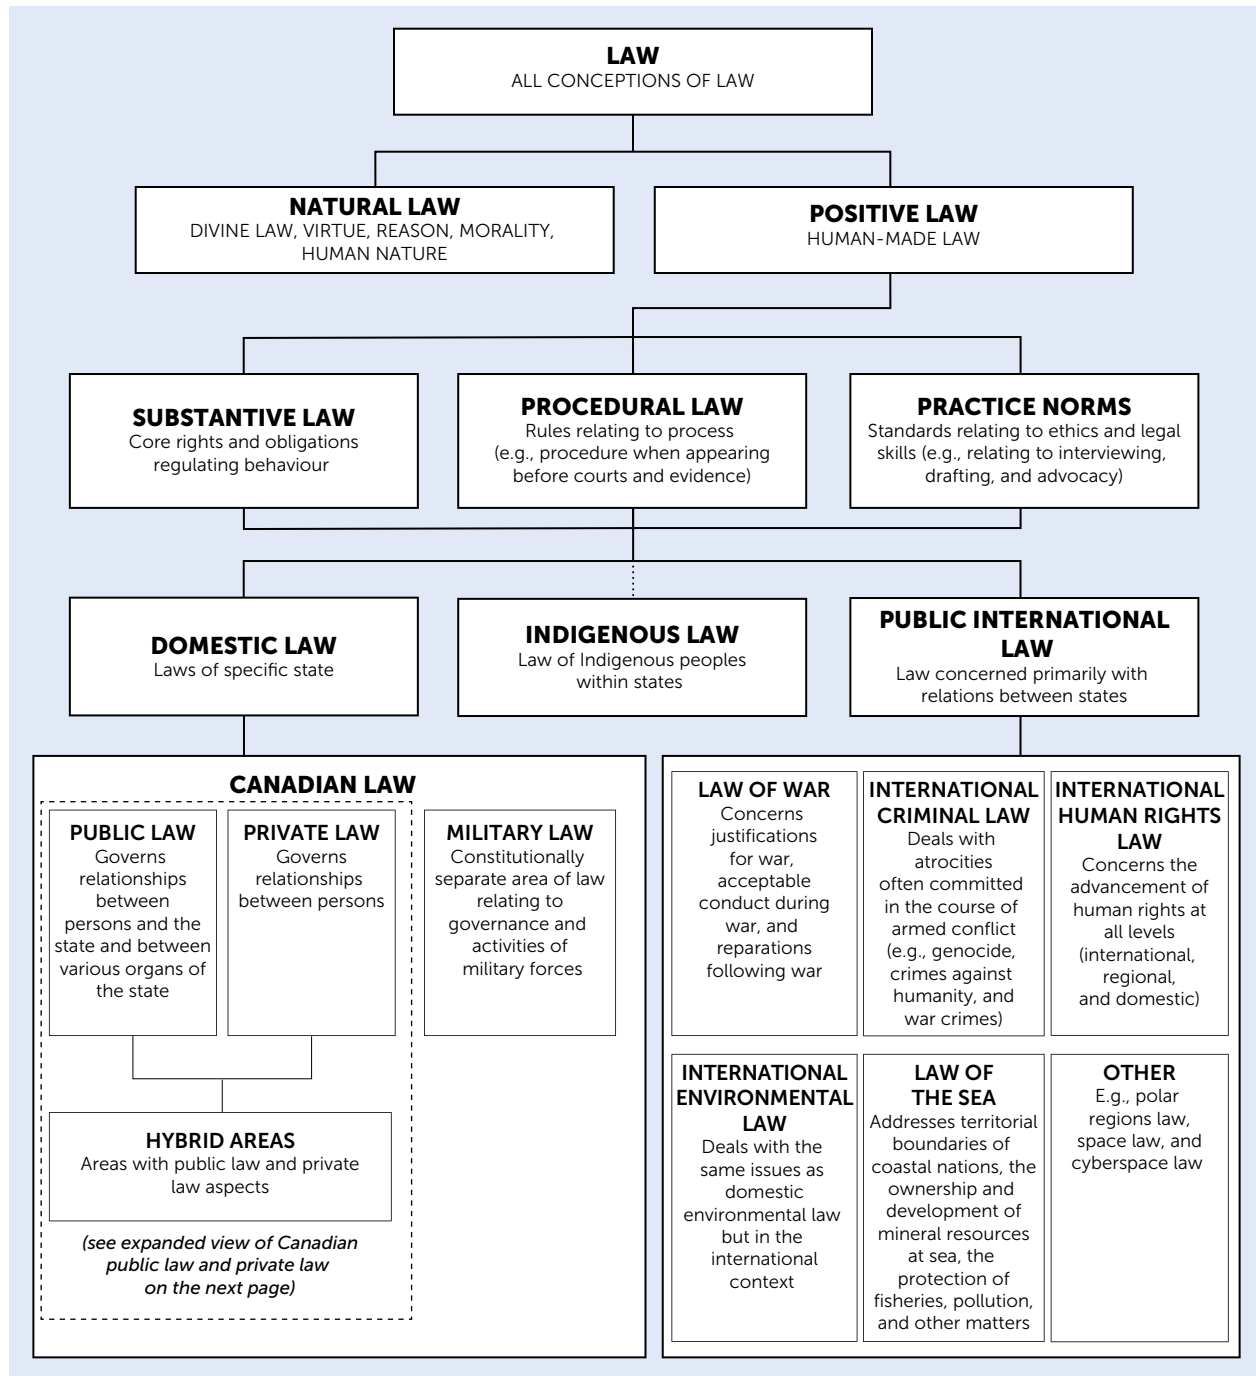 LAW
ALL CONCEPTIONS OF LAW
NATURAL LAW
DIVINE LAW, VIRTUE, REASON, MORALITY,
HUMAN NATURE
POSITIVE LAW
HUMAN-MADE LAW
SUBSTANTIVE LAW
Core rights and obligations
regulating behaviour
PROCEDURAL LAW
Rules relating to process
(e.g., procedure when appearing
before courts and evidence)
PRACTICE NORMS
Standards relating to ethics and legal
skills (e.g., relating to interviewing,
drafting, and advocacy)
DOMESTIC LAW
Laws of specific state
INDIGENOUS LAW
Law of Indigenous peoples
within states
PUBLIC INTERNATIONAL
LAW
Law concerned primarily with
relations between states
CANADIAN LAW
PUBLIC LAW
Governs
relationships
between
persons and the
state and between
various organs of
the state
PRIVATE LAW
Governs
relationships
between persons
MILITARY LAW
Constitutionally
separate area of law
relating to
governance and
activities of
military forces
HYBRID AREAS
Areas with public law and private
law aspects
(see expanded view of Canadian
public law and private law
on the next page)
LAW OF WAR
Concerns
justifications
for war,
acceptable
conduct during
war, and
reparations
following war
INTERNATIONAL
CRIMINAL LAW
Deals with
atrocities
often committed
in the course of
armed conflict
(e.g., genocide,
crimes against
humanity, and
war crimes)
INTERNATIONAL
HUMAN RIGHTS
LAW
Concerns the
advancement of
human rights at
all levels
(international,
regional,
and domestic)
INTERNATIONAL
ENVIRONMENTAL
LAW
Deals with the
same issues as
domestic
environmental law
but in the
international
context
LAW OF
THE SEA
Addresses territorial
boundaries of
coastal nations, the
ownership and
development of
mineral resources
at sea, the
protection of
fisheries, pollution,
and other matters
OTHER
E.g., polar
regions law,
space law, and
cyberspace law